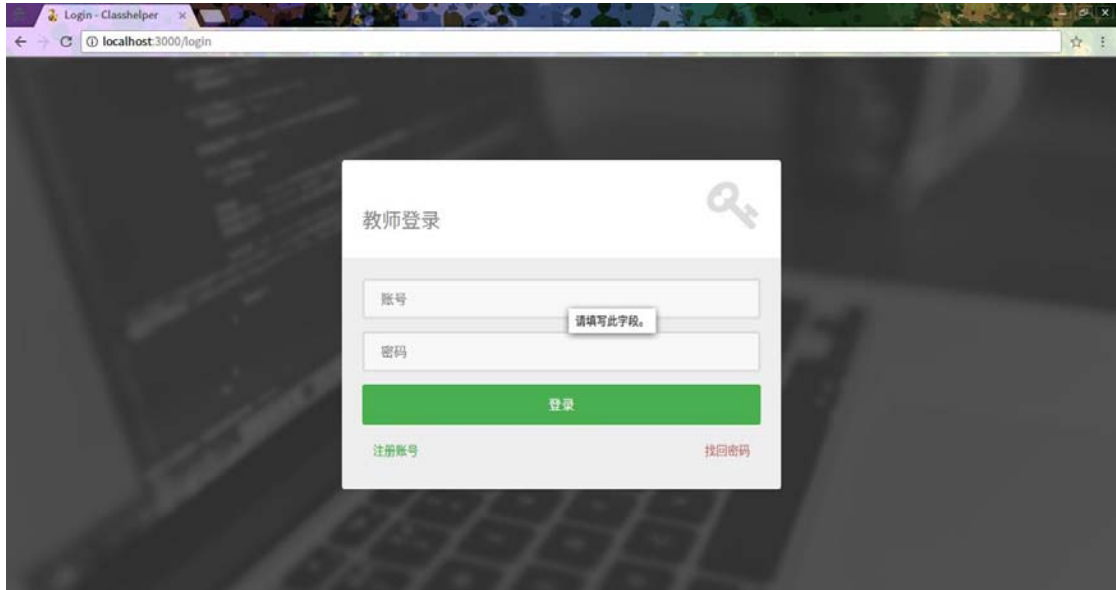 Login - Classhelper
localhost:3000/login
教师登录
账号
请填写此字段。
密码
登录
注册账号
找回密码